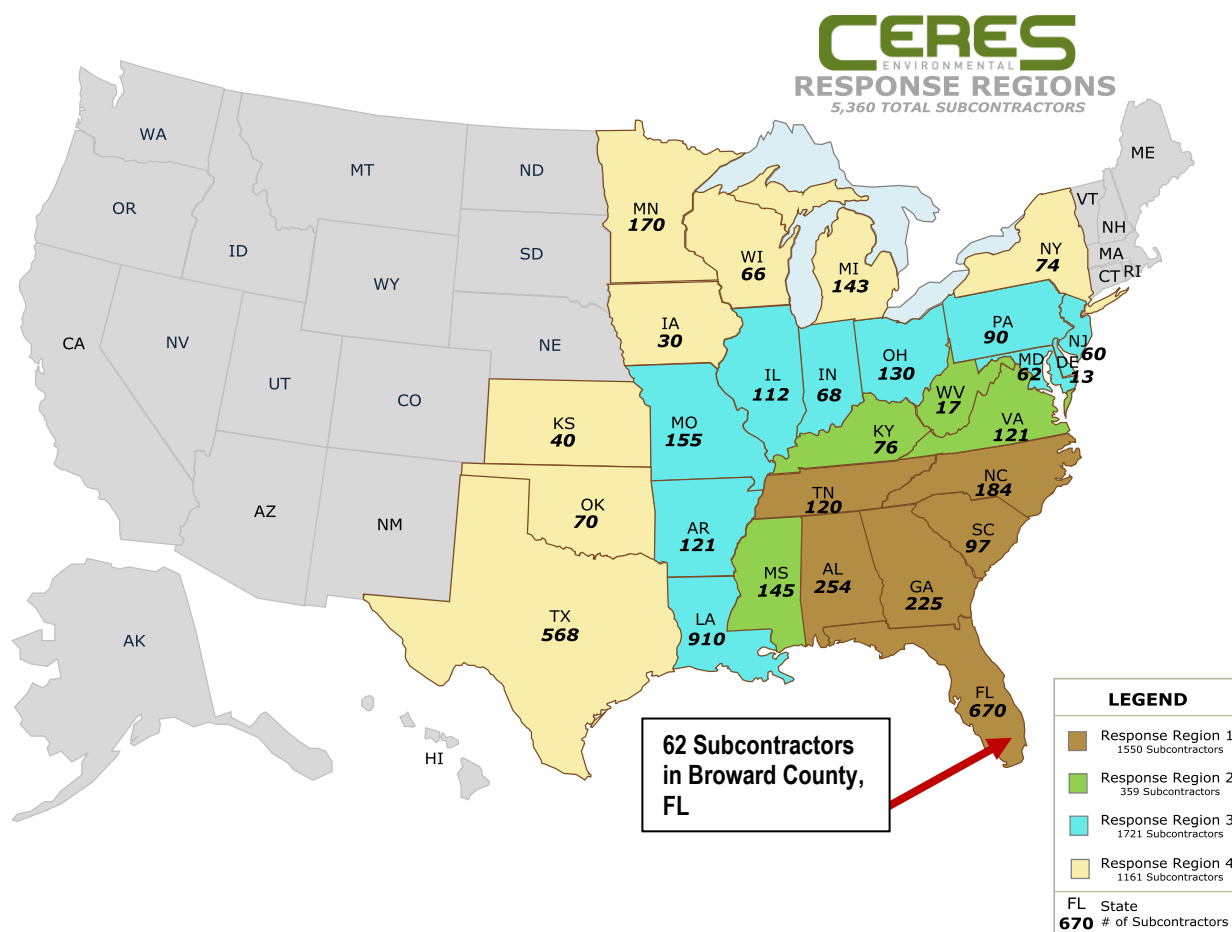 CERES
ENVIRONMENTAL
RESPONSE REGIONS
5,360 TOTAL SUBCONTRACTORS
WA
OR
CA
NV
ID
MT
WY
UT
CO
AZ
NM
ND
SD
NE
AK
HI
ME
VT
NH
MA
CT
RI
MN
170
WI
66
MI
143
NY
74
IA
30
PA
90
NJ
60
MD
62
DE
13
OH
130
IN
68
IL
112
WV
17
VA
121
KY
76
KS
40
MO
155
OK
70
AR
121
TN
120
NC
184
SC
97
MS
145
AL
254
GA
225
TX
568
LA
910
FL
670
62 Subcontractors
in Broward County,
FL
LEGEND
Response Region 1
1550 Subcontractors
Response Region 2
359 Subcontractors
Response Region 3
1721 Subcontractors
Response Region 4
1161 Subcontractors
FL State
670 # of Subcontractors